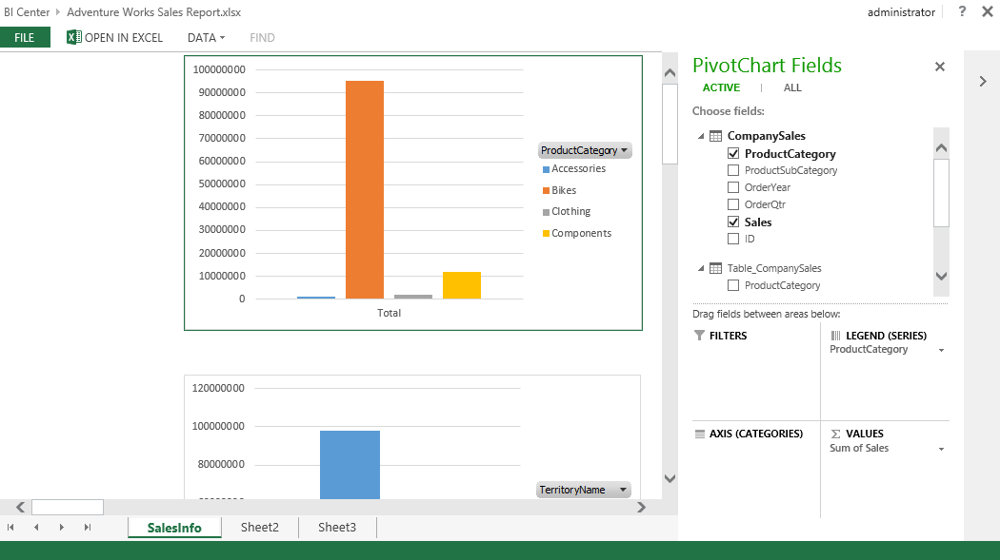 BI Center ▸ Adventure Works Sales Report.xlsx
administrator ? ✕
FILE OPEN IN EXCEL DATA FIND
100000000
90000000
80000000
70000000
60000000
50000000
40000000
30000000
20000000
10000000
0
Total
ProductCategory
Accessories
Bikes
Clothing
Components
120000000
100000000
80000000
TerritoryName
SalesInfo Sheet2 Sheet3
PivotChart Fields
ACTIVE | ALL
Choose fields:
CompanySales
ProductCategory
ProductSubCategory
OrderYear
OrderQtr
Sales
ID
Table_CompanySales
ProductCategory
Drag fields between areas below:
FILTERS
LEGEND (SERIES)
ProductCategory
AXIS (CATEGORIES)
Σ VALUES
Sum of Sales